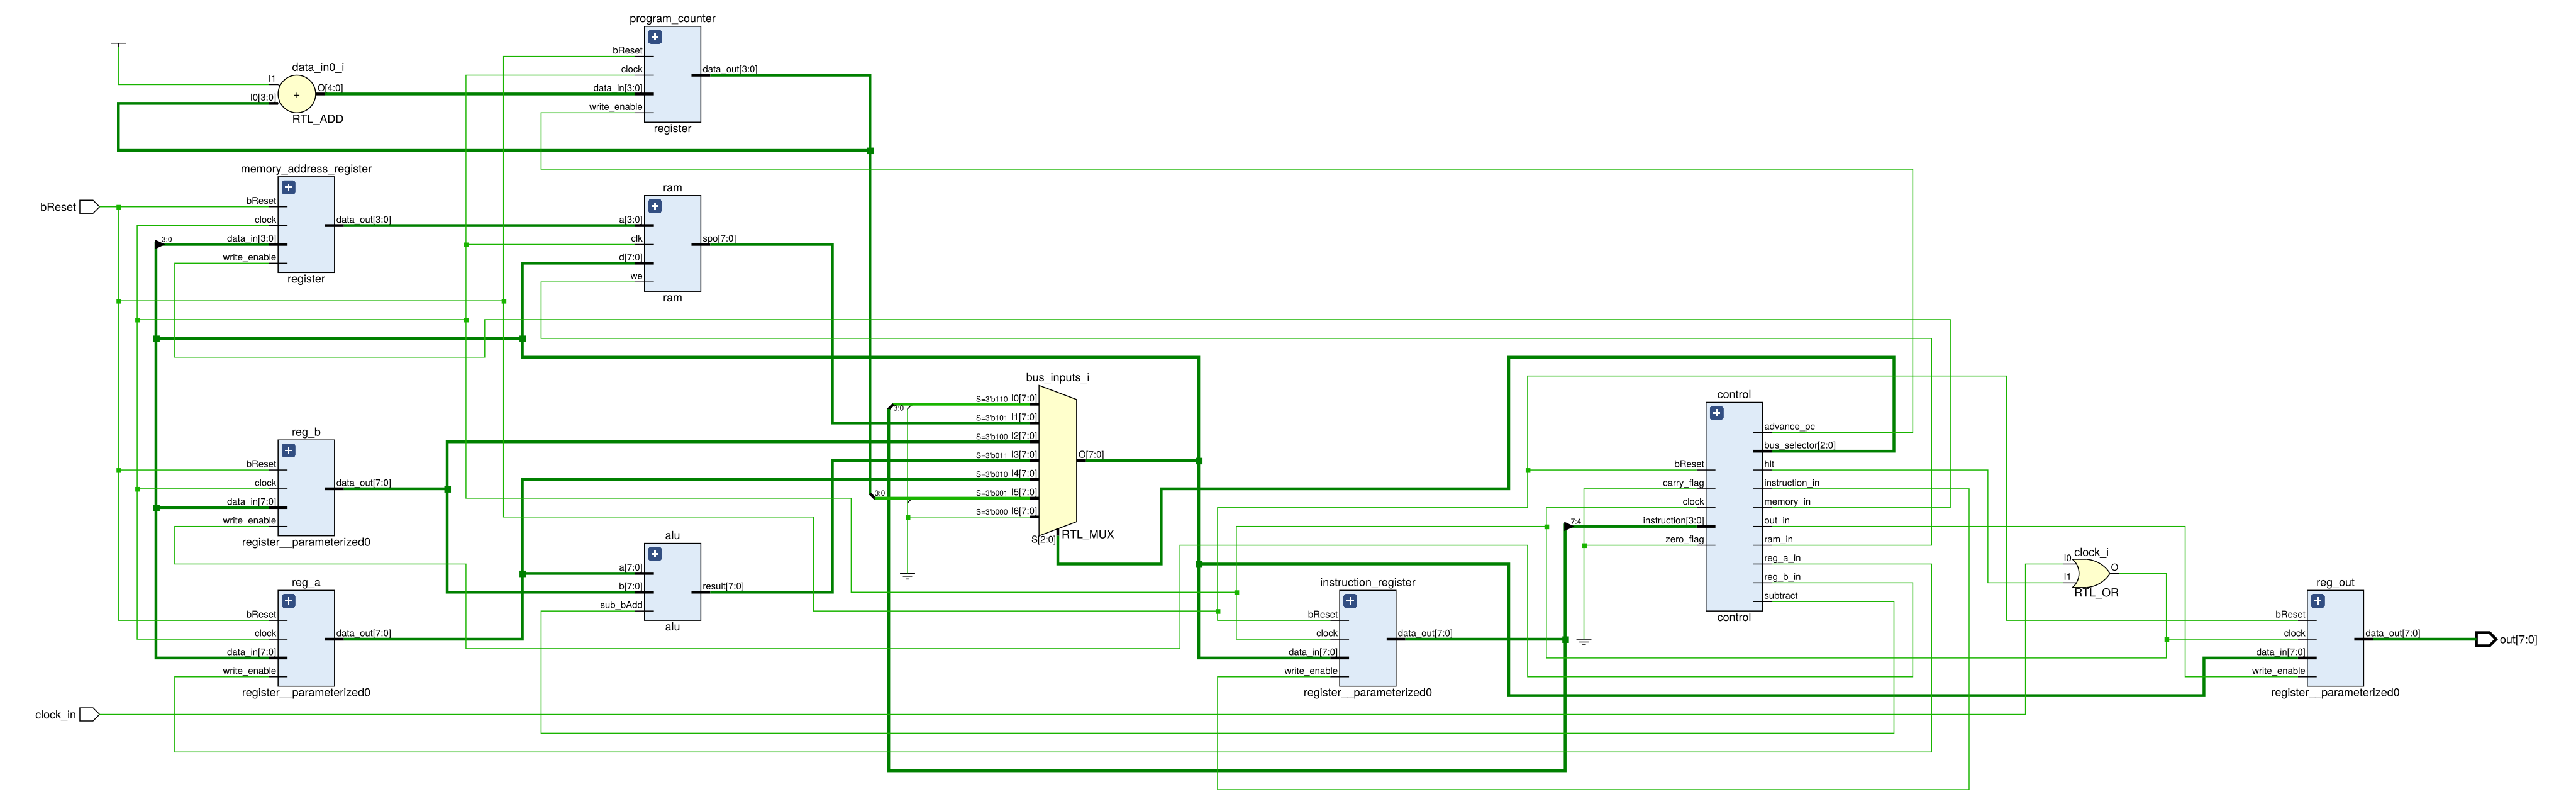 program_counter
bReset
clock
data_in[3:0]
write_enable
data_out[3:0]
register
data_in0_i
I1
I0[3:0]
+
O[4:0]
RTL_ADD
memory_address_register
bReset
clock
data_in[3:0]
write_enable
3:0
data_out[3:0]
register
bReset
ram
a[3:0]
clk
d[7:0]
we
spo[7:0]
ram
bus_inputs_i
S=3'b110 I0[7:0]
S=3'b101 I1[7:0]
S=3'b100 I2[7:0]
S=3'b011 I3[7:0]
S=3'b010 I4[7:0]
S=3'b001 I5[7:0]
S=3'b000 I6[7:0]
3:0
3:0
S[2:0]
O[7:0]
RTL_MUX
reg_b
bReset
clock
data_in[7:0]
write_enable
data_out[7:0]
register__parameterized0
alu
a[7:0]
b[7:0]
sub_bAdd
result[7:0]
alu
reg_a
bReset
clock
data_in[7:0]
write_enable
data_out[7:0]
register__parameterized0
clock_in
instruction_register
bReset
clock
data_in[7:0]
write_enable
data_out[7:0]
register__parameterized0
control
bReset
carry_flag
clock
7:4
instruction[3:0]
zero_flag
advance_pc
bus_selector[2:0]
hlt
instruction_in
memory_in
out_in
ram_in
reg_a_in
reg_b_in
subtract
control
clock_i
I0
I1
O
RTL_OR
reg_out
bReset
clock
data_in[7:0]
write_enable
data_out[7:0]
register__parameterized0
out[7:0]